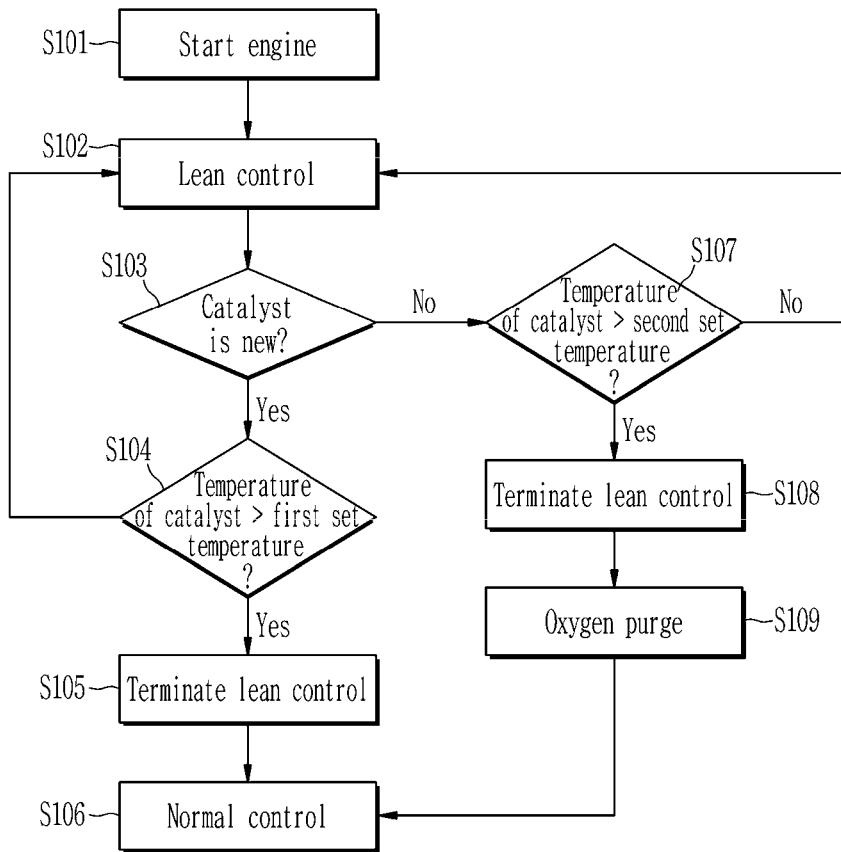 S101
Start engine
S102
Lean control
S103
Catalyst
is new?
No
S107
Temperature
of catalyst > second set
temperature
?
No
Yes
S104
Temperature
of catalyst > first set
temperature
?
Yes
Terminate lean control
S108
Oxygen purge
S109
Yes
S105
Terminate lean control
S106
Normal control